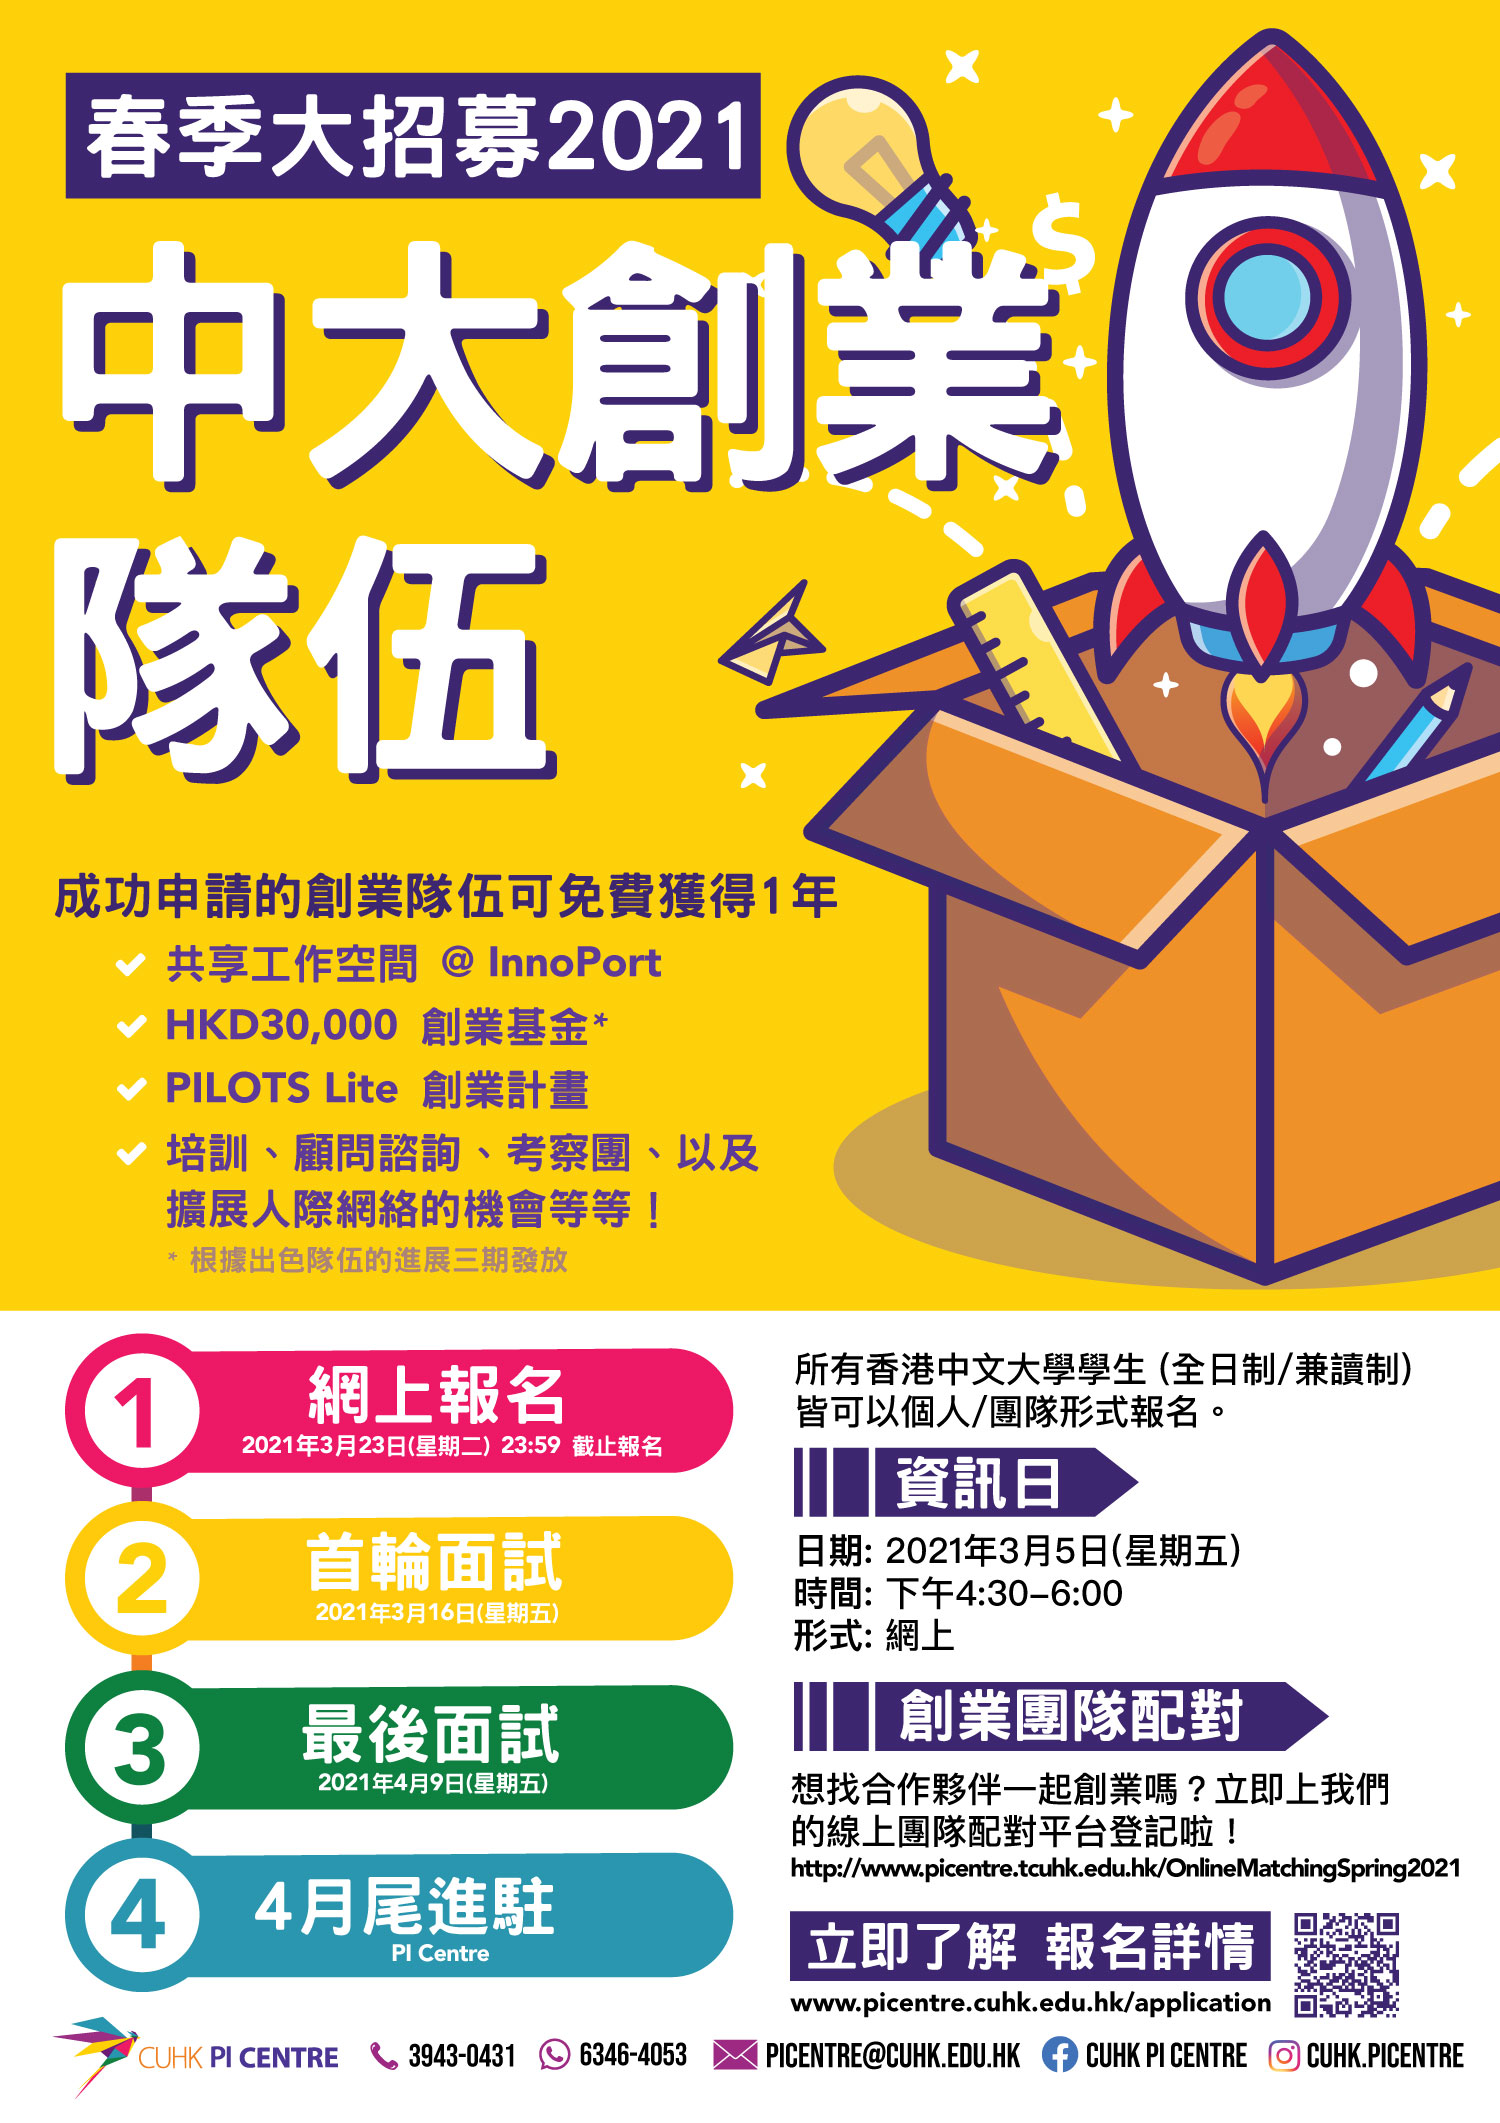 春季大招募2021
中大創業
隊伍
$
成功申請的創業隊伍可免費獲得1年
共享工作空間 @ InnoPort
HKD30,000 創業基金*
PILOTS Lite 創業計畫
培訓、顧問諮詢、考察團、以及
擴展人際網絡的機會等等！
* 根據出色隊伍的進展三期發放
1
網上報名
2021年3月23日(星期二) 23:59 截止報名
2
首輪面試
2021年3月16日(星期五)
3
最後面試
2021年4月9日(星期五)
4
4月尾進駐
PI Centre
所有香港中文大學學生 (全日制/兼讀制)
皆可以個人/團隊形式報名。
資訊日
日期: 2021年3月5日(星期五)
時間: 下午4:30-6:00
形式: 網上
創業團隊配對
想找合作夥伴一起創業嗎？立即上我們
的線上團隊配對平台登記啦！
http://www.picentre.tcuhk.edu.hk/OnlineMatchingSpring2021
立即了解 報名詳情
www.picentre.cuhk.edu.hk/application
CUHK PI CENTRE 3943-0431 6346-4053 PICENTRE@CUHK.EDU.HK CUHK PI CENTRE CUHK.PICENTRE